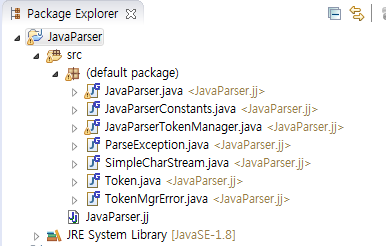 Package Explorer
JavaParser
src
(default package)
JavaParser.java <JavaParser.jj>
JavaParserConstants.java <JavaParser.jj>
JavaParserTokenManager.java <JavaParser.jj>
ParseException.java <JavaParser.jj>
SimpleCharStream.java <JavaParser.jj>
Token.java <JavaParser.jj>
TokenMgrError.java <JavaParser.jj>
JavaParser.jj
JRE System Library [JavaSE-1.8]